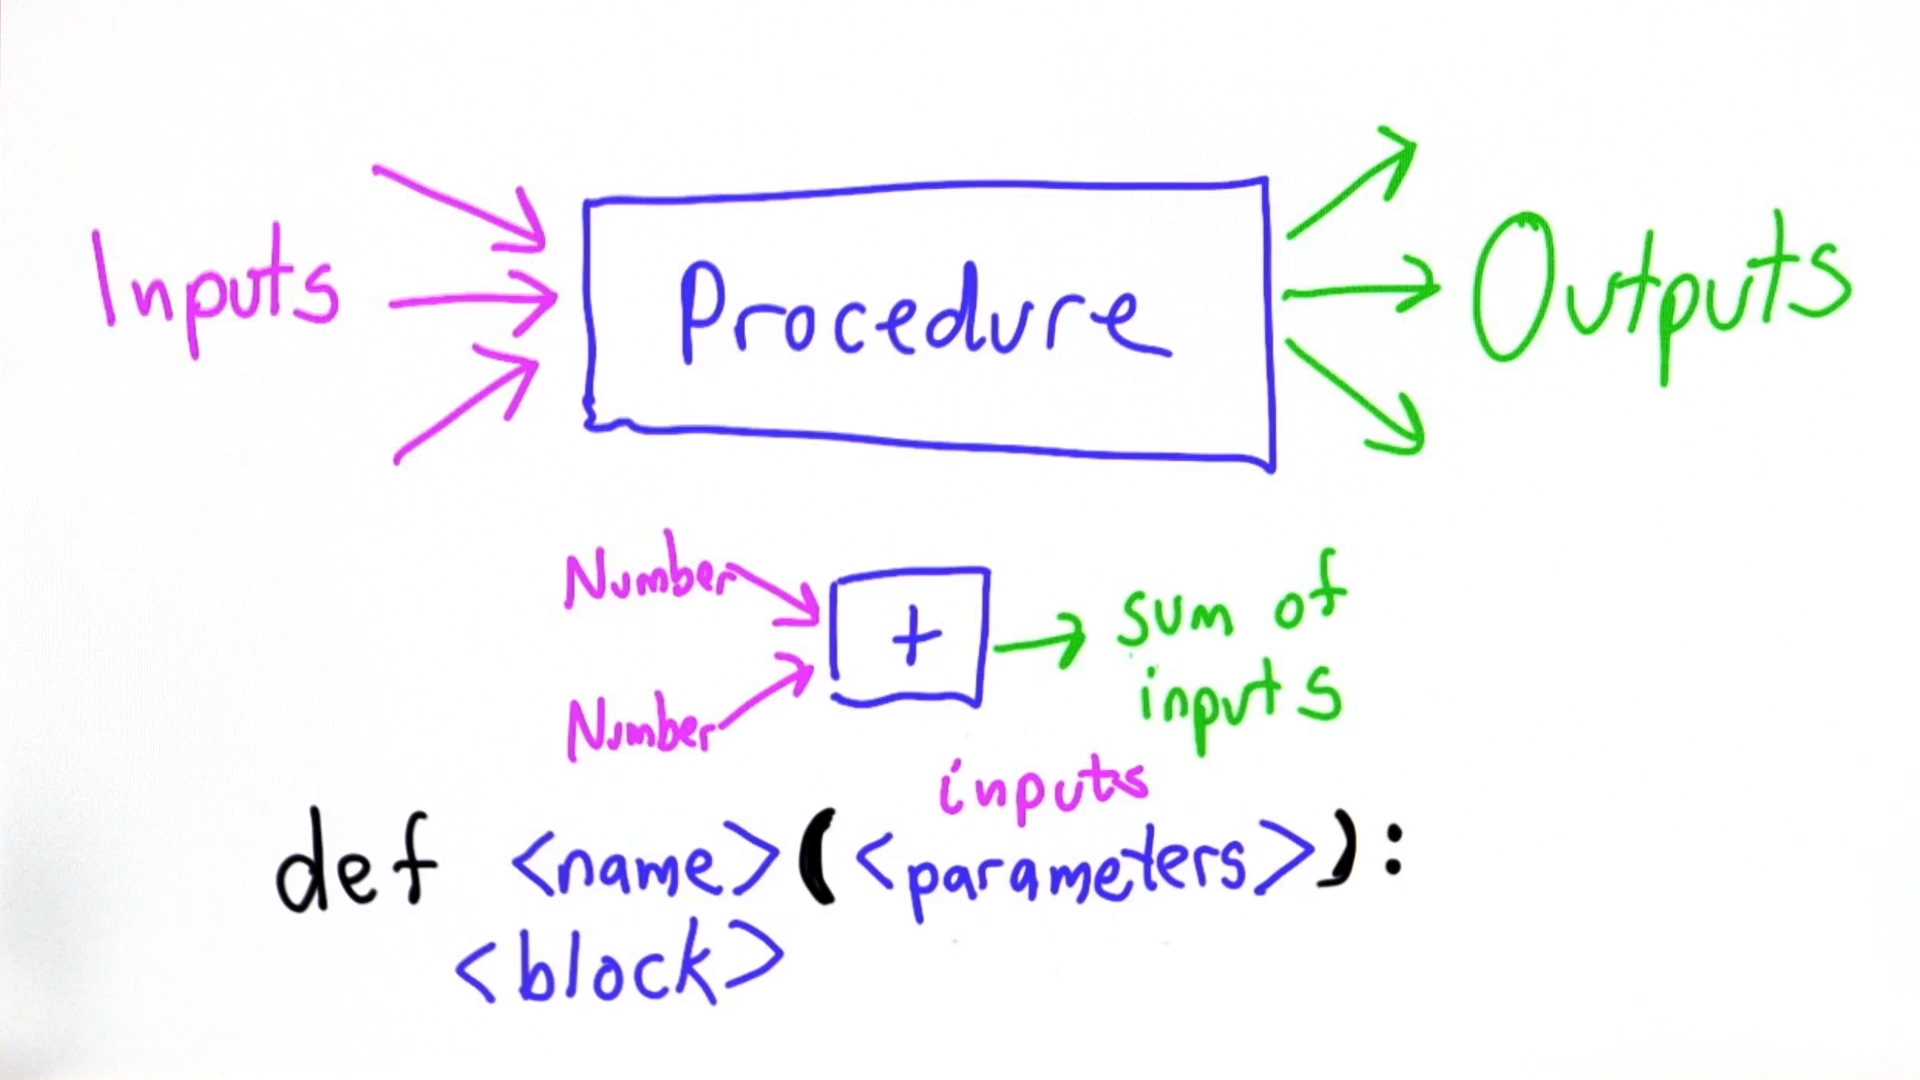 Inputs Procedure Outputs
Number
+ sum of
inputs
Number
inputs
def <name>(<parameters>):
<block>